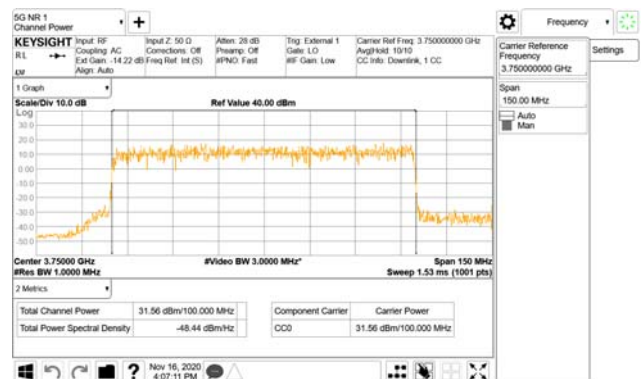 5G NR 1
Channel Power
Frequency
KEYSIGHT
RL
Input: RF
Coupling: AC
Ext Gain: -14.22 dB
Align: Auto
Input Z: 50 Ω
Corrections: Off
Freq Ref: Int (S)
Atten: 28 dB
Preamp: Off
#PNO: Fast
Trig: External 1
Gate: LO
#IF Gain: Low
Carrier Ref Freq: 3.750000000 GHz
Avg|Hold: 10/10
CC Info: Downlink, 1 CC
Carrier Reference
Frequency
3.750000000 GHz
Settings
Span
150.00 MHz
Auto
Man
1 Graph
Scale/Div 10.0 dB
Ref Value 40.00 dBm
Log
30.0
20.0
10.0
0.00
-10.0
-20.0
-30.0
-40.0
-50.0
Center 3.75000 GHz
#Video BW 3.0000 MHz*
Span 150 MHz
#Res BW 1.0000 MHz
Sweep 1.53 ms (1001 pts)
2 Metrics
Total Channel Power
31.56 dBm/100.000 MHz
Total Power Spectral Density
-48.44 dBm/Hz
Component Carrier
Carrier Power
CC0
31.56 dBm/100.000 MHz
?
Nov 16, 2020
4:07:11 PM